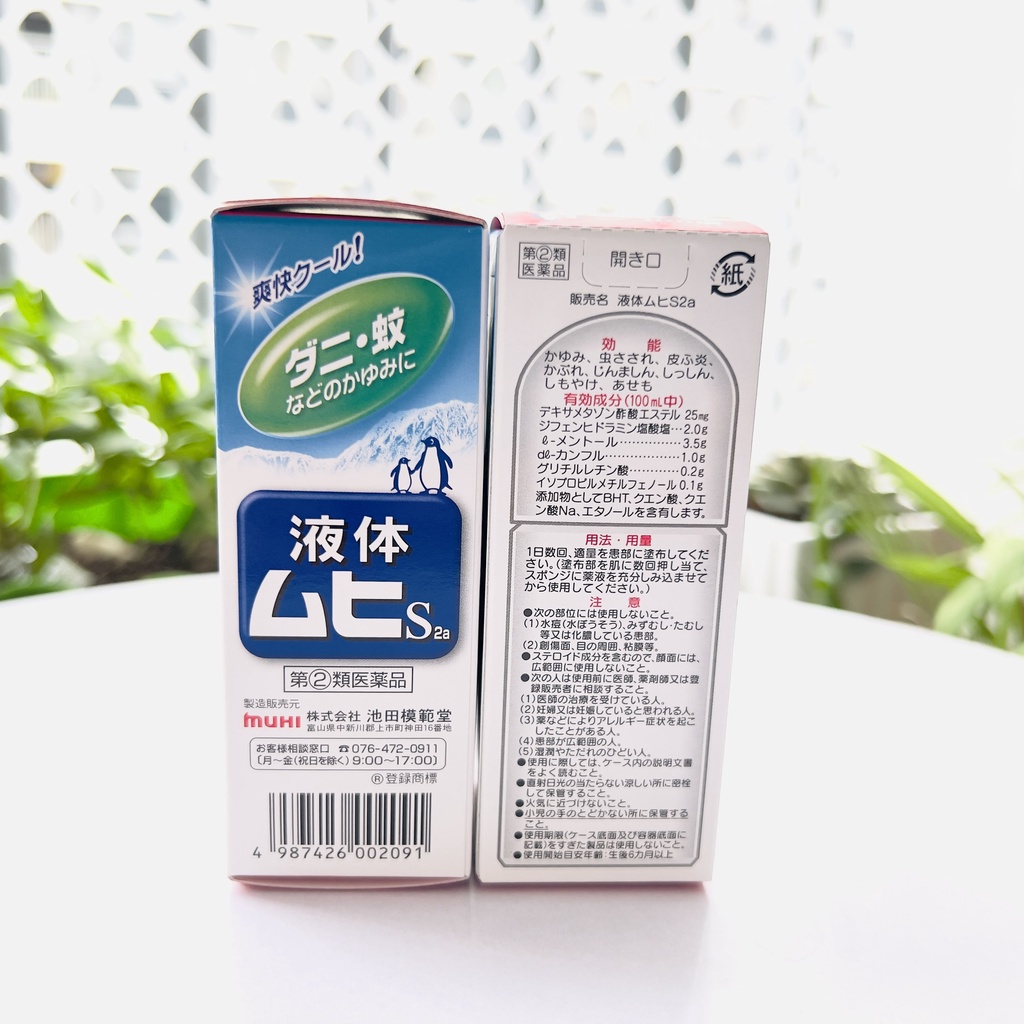 爽快クール!
ダニ・蚊
などのかゆみに
液体
ムヒS2a
第②類医薬品
製造販売元
MUHI 株式会社 池田模範堂
富山県中新川郡上市町神田16番地
お客様相談窓口 ☎076-472-0911
〔月〜金(祝日を除く)9:00〜17:00〕
®登録商標
4 987426 002091
第②類
医薬品
開き口
紙
販売名 液体ムヒS2a
効 能
かゆみ、虫さされ、皮ふ炎、
かぶれ、じんましん、しっしん、
しもやけ、あせも
有効成分(100mL中)
デキサメタゾン酢酸エステル 25mg
ジフェンヒドラミン塩酸塩…2.0g
ℓ-メントール……………3.5g
dℓ-カンフル………………1.0g
グリチルレチン酸…………0.2g
イソプロピルメチルフェノール 0.1g
添加物としてBHT、クエン酸、クエ
ン酸Na、エタノールを含有します。
用法・用量
1日数回、適量を患部に塗布してくだ
さい。(塗布部を肌に数回押し当て、
スポンジに薬液を充分しみ込ませて
から使用してください。)
注 意
●次の部位には使用しないこと。
(1)水痘(水ぼうそう)、みずむし・たむし
等又は化膿している患部。
(2)創傷面、目の周囲、粘膜等。
●ステロイド成分を含むので、顔面には、
広範囲に使用しないこと。
●次の人は使用前に医師、薬剤師又は登
録販売者に相談すること。
(1)医師の治療を受けている人。
(2)妊婦又は妊娠していると思われる人。
(3)薬などによりアレルギー症状を起こ
したことがある人。
(4)患部が広範囲の人。
(5)湿潤やただれのひどい人。
●使用に際しては、ケース内の説明文書
をよく読むこと。
●直射日光の当たらない涼しい所に密栓
して保管すること。
●火気に近づけないこと。
●小児の手のとどかない所に保管する
こと。
●使用期限(ケース底面及び容器底面に
記載)をすぎた製品は使用しないこと。
●使用開始目安年齢:生後6カ月以上